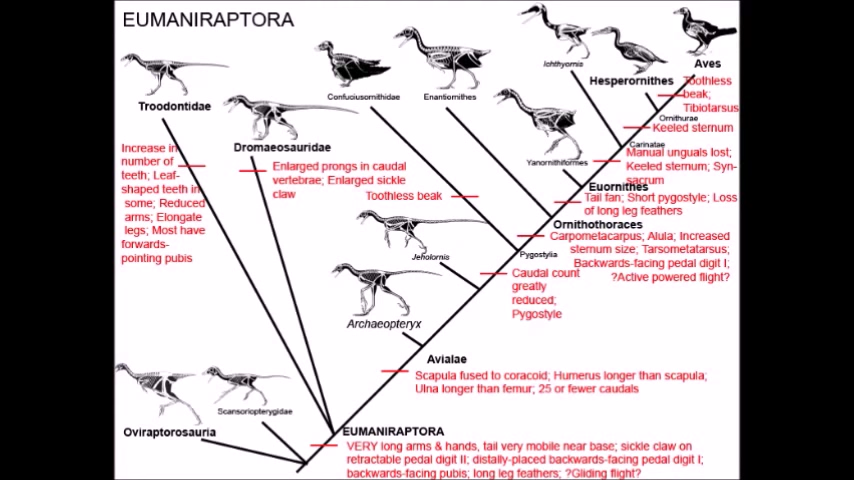 EUMANIRAPTORA
Troodontidae
Increase in
number of
teeth; Leaf-
shaped teeth in
some; Reduced
arms; Elongate
legs; Most have
forwards-
pointing pubis
Dromaeosauridae
Enlarged prongs in caudal
vertebrae; Enlarged sickle
claw
Confuciusornithidae
Toothless beak
Enantiornithes
Ichthyornis
Hesperornithes
Aves
Toothless
beak;
Tibiotarsus
Ornithurae
Keeled sternum
Carinatae
Manual unguals lost;
Keeled sternum; Syn-
sacrum
Yanornithiformes
Euornithes
Tail fan; Short pygostyle; Loss
of long leg feathers
Ornithothoraces
Carpometacarpus; Alula; Increased
sternum size; Tarsometatarsus;
Backwards-facing pedal digit I;
?Active powered flight?
Pygostylia
Jeholornis
Caudal count
greatly
reduced;
Pygostyle
Archaeopteryx
Avialae
Scapula fused to coracoid; Humerus longer than scapula;
Ulna longer than femur; 25 or fewer caudals
Scansoriopterygidae
Oviraptorosauria
EUMANIRAPTORA
VERY long arms & hands, tail very mobile near base; sickle claw on
retractable pedal digit II; distally-placed backwards-facing pedal digit I;
backwards-facing pubis; long leg feathers; ?Gliding flight?